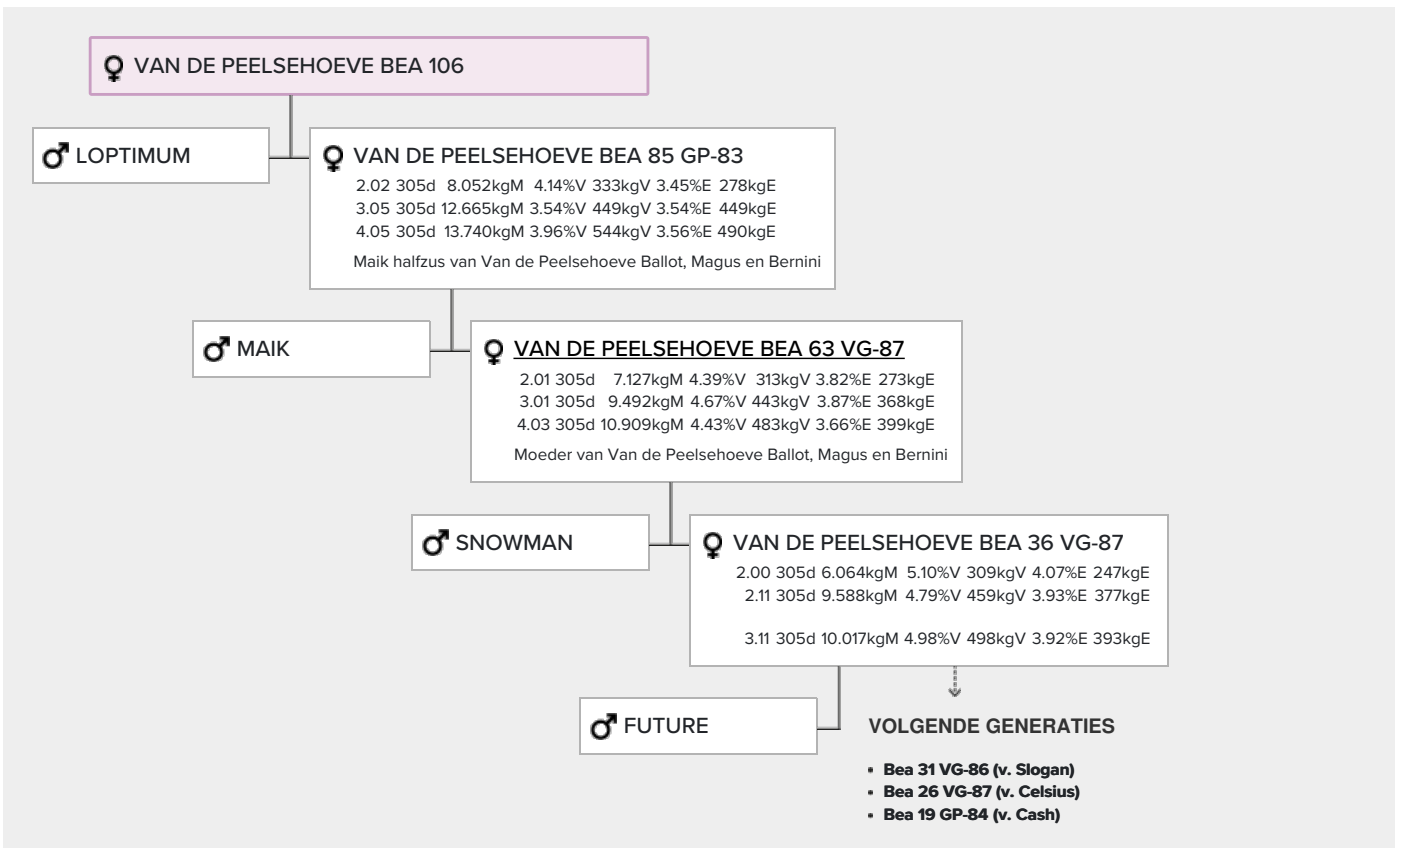 VAN DE PEELSEHOEVE BEA 106
LOPTIMUM
VAN DE PEELSEHOEVE BEA 85 GP-83
2.02 305d 8.052kgM 4.14%V 333kgV 3.45%E 278kgE
3.05 305d 12.665kgM 3.54%V 449kgV 3.54%E 449kgE
4.05 305d 13.740kgM 3.96%V 544kgV 3.56%E 490kgE
Maik halfzus van Van de Peelsehoeve Ballot, Magus en Bernini
MAIK
VAN DE PEELSEHOEVE BEA 63 VG-87
2.01 305d 7.127kgM 4.39%V 313kgV 3.82%E 273kgE
3.01 305d 9.492kgM 4.67%V 443kgV 3.87%E 368kgE
4.03 305d 10.909kgM 4.43%V 483kgV 3.66%E 399kgE
Moeder van Van de Peelsehoeve Ballot, Magus en Bernini
SNOWMAN
VAN DE PEELSEHOEVE BEA 36 VG-87
2.00 305d 6.064kgM 5.10%V 309kgV 4.07%E 247kgE
2.11 305d 9.588kgM 4.79%V 459kgV 3.93%E 377kgE
3.11 305d 10.017kgM 4.98%V 498kgV 3.92%E 393kgE
FUTURE
VOLGENDE GENERATIES
• Bea 31 VG-86 (v. Slogan)
• Bea 26 VG-87 (v. Celsius)
• Bea 19 GP-84 (v. Cash)